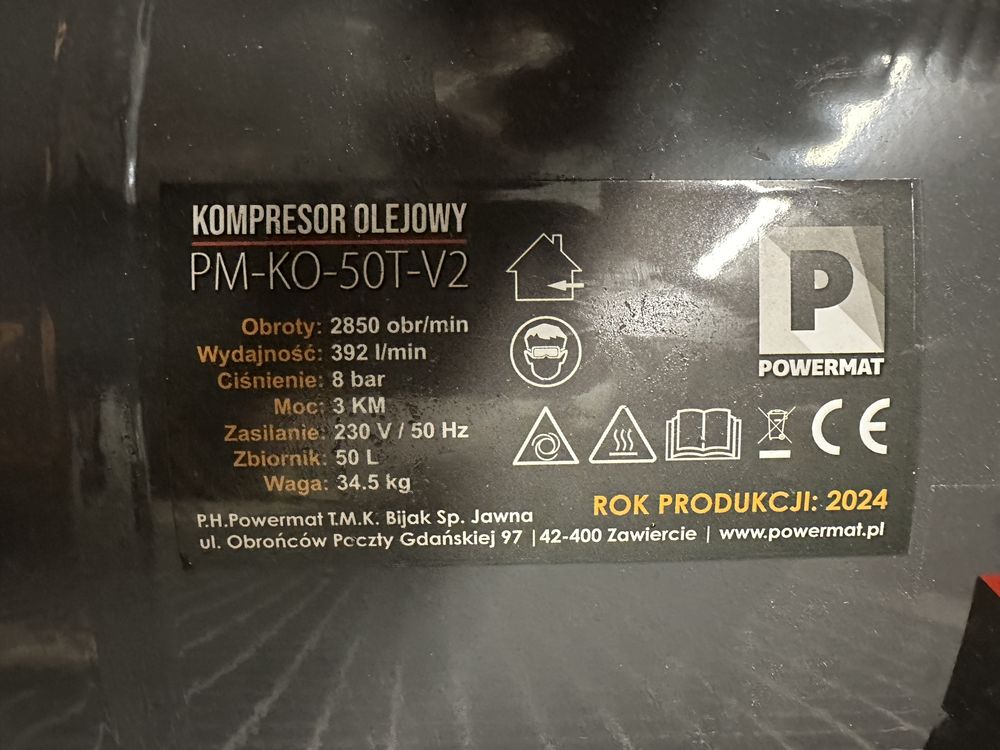 KOMPRESOR OLEJOWY
PM-KO-50T-V2
Obroty: 2850 obr/min
Wydajność: 392 l/min
Ciśnienie: 8 bar
Moc: 3 KM
Zasilanie: 230 V / 50 Hz
Zbiornik: 50 L
Waga: 34.5 kg
P
POWERMAT
CE
ROK PRODUKCJI: 2024
P.H.Powermat T.M.K. Bijak Sp. Jawna
ul. Obrońców Poczty Gdańskiej 97 | 42-400 Zawiercie | www.powermat.pl